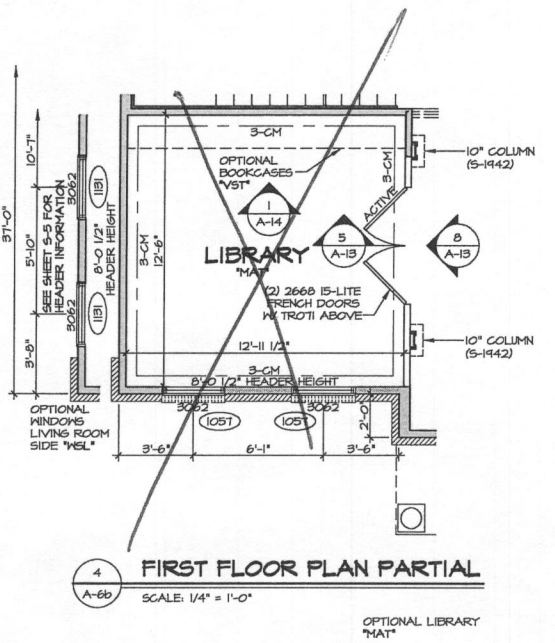 3-CM
10'-7"
OPTIONAL
BOOKCASES
"VST"
3-CM
10" COLUMN
(S-1942)
ACTIVE
1
A-14
5
A-13
8
A-13
37'-0"
SEE SHEET S-5 FOR
HEADER INFORMATION
5'-10"
3062
1131
8'-0 1/2"
HEADER HEIGHT
3-CM
12'-6"
LIBRARY
"MAT"
(2) 2668 15-LITE
FRENCH DOORS
W/ TROTI ABOVE
3062
1131
3'-8"
12'-11 1/2"
10" COLUMN
(S-1942)
3-CM
8'-0 1/2" HEADER HEIGHT
OPTIONAL
WINDOWS
LIVING ROOM
SIDE "WSL"
3062
3062
1057
1057
2'-0"
3'-6"
6'-1"
3'-6"
4
A-6b
FIRST FLOOR PLAN PARTIAL
SCALE: 1/4" = 1'-0"
OPTIONAL LIBRARY
"MAT"